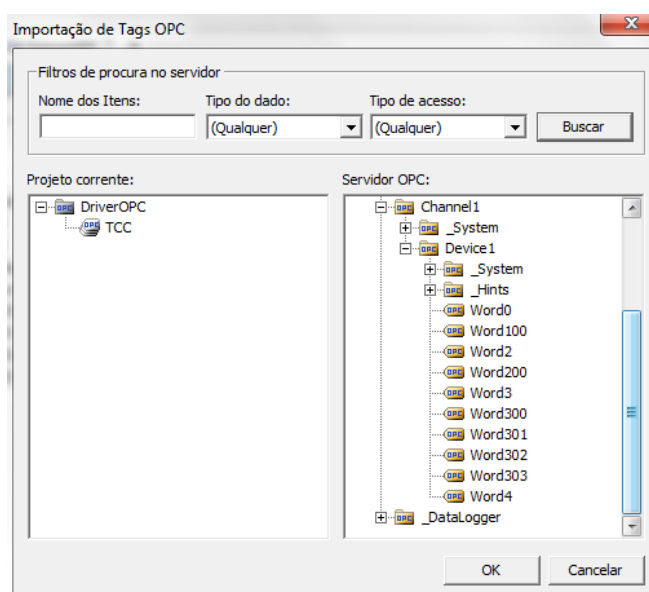 Importação de Tags OPC
Filtros de procura no servidor
Nome dos Itens: Tipo do dado: Tipo de acesso:
(Qualquer) (Qualquer) Buscar
Projeto corrente: Servidor OPC:
DriverOPC
TCC
Channel1
_System
Device1
_System
_Hints
Word0
Word100
Word2
Word200
Word3
Word300
Word301
Word302
Word303
Word4
_DataLogger
OK Cancelar